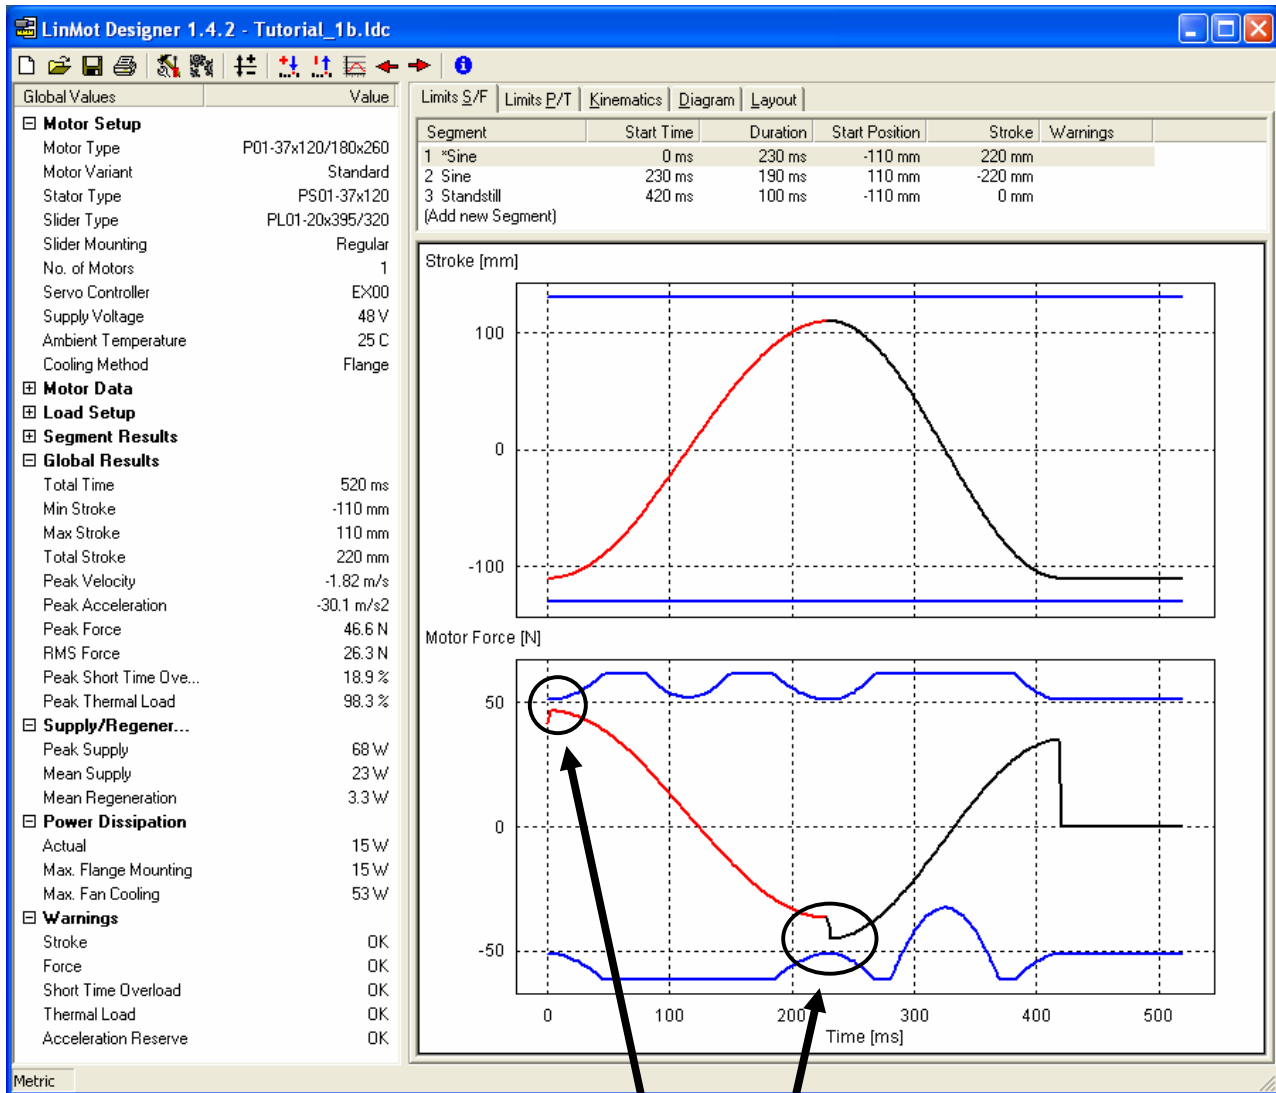 LinMot Designer 1.4.2 - Tutorial_1b.ldc
Global Values Value
Motor Setup
Motor Type P01-37x120/180x260
Motor Variant Standard
Stator Type PS01-37x120
Slider Type PL01-20x395/320
Slider Mounting Regular
No. of Motors 1
Servo Controller EX00
Supply Voltage 48 V
Ambient Temperature 25 C
Cooling Method Flange
Motor Data
Load Setup
Segment Results
Global Results
Total Time 520 ms
Min Stroke -110 mm
Max Stroke 110 mm
Total Stroke 220 mm
Peak Velocity -1.82 m/s
Peak Acceleration -30.1 m/s2
Peak Force 46.6 N
RMS Force 26.3 N
Peak Short Time Ove... 18.9 %
Peak Thermal Load 98.3 %
Supply/Regener...
Peak Supply 68 W
Mean Supply 23 W
Mean Regeneration 3.3 W
Power Dissipation
Actual 15 W
Max. Flange Mounting 15 W
Max. Fan Cooling 53 W
Warnings
Stroke OK
Force OK
Short Time Overload OK
Thermal Load OK
Acceleration Reserve OK
Metric
Limits S/F Limits P/T Kinematics Diagram Layout
Segment Start Time Duration Start Position Stroke Warnings
1 *Sine 0 ms 230 ms -110 mm 220 mm
2 Sine 230 ms 190 ms 110 mm -220 mm
3 Standstill 420 ms 100 ms -110 mm 0 mm
(Add new Segment)
Stroke [mm]
100
0
-100
Motor Force [N]
50
0
-50
0 100 200 300 400 500
Time [ms]